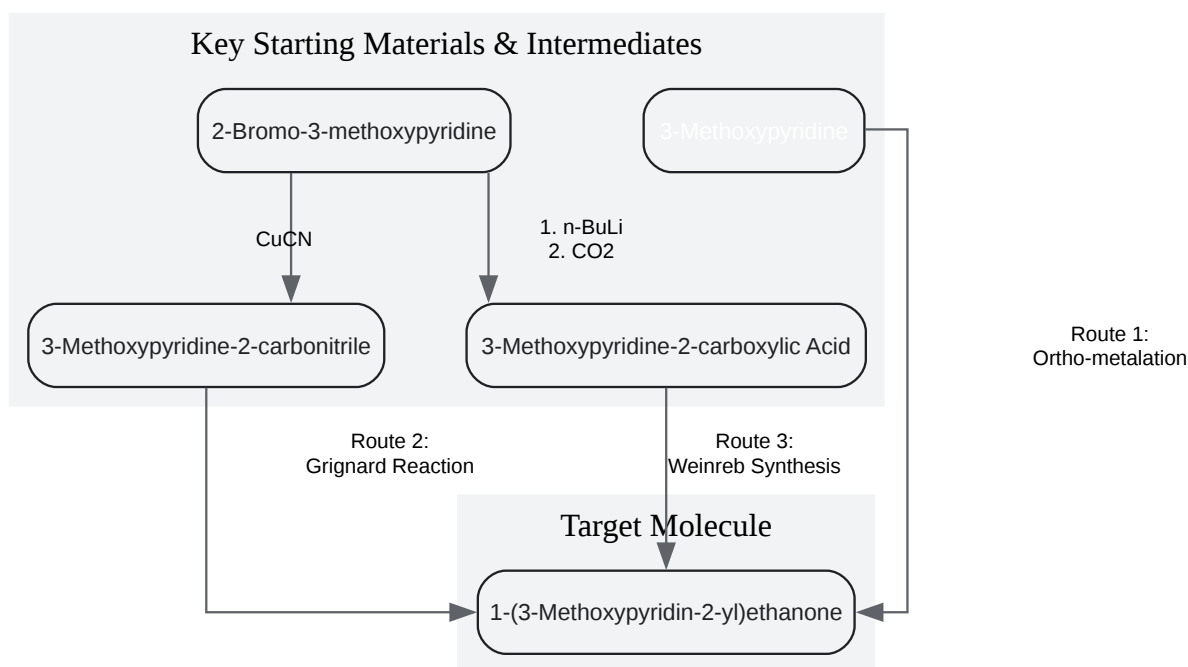 Key Starting Materials & Intermediates
2-Bromo-3-methoxypyridine
3-Methoxypyridine
CuCN
1. n-BuLi
2. CO2
3-Methoxypyridine-2-carbonitrile
3-Methoxypyridine-2-carboxylic Acid
Route 1:
Ortho-metalation
Route 2:
Grignard Reaction
Route 3:
Weinreb Synthesis
Target Molecule
1-(3-Methoxypyridin-2-yl)ethanone